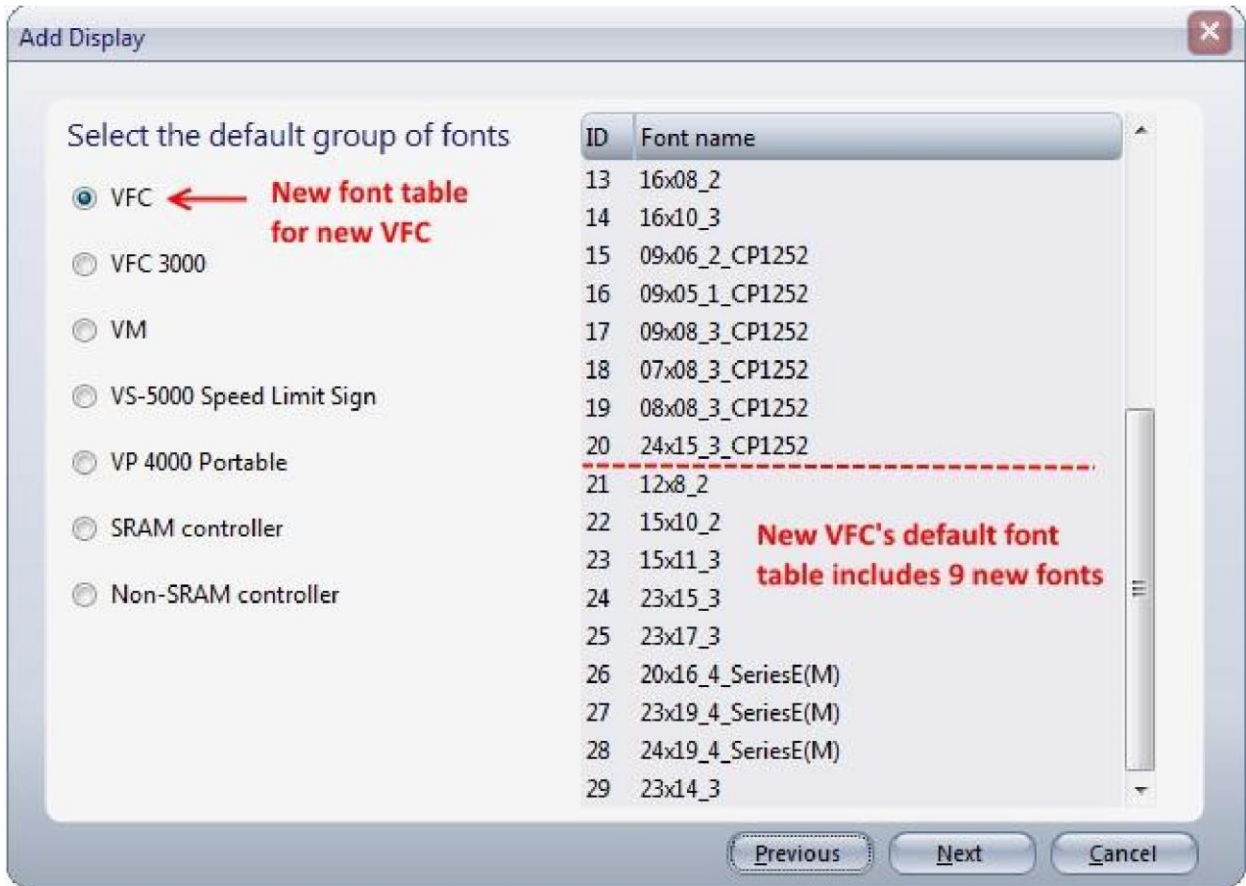 Add Display
Select the default group of fonts
VFC
New font table
for new VFC
VFC 3000
VM
VS-5000 Speed Limit Sign
VP 4000 Portable
SRAM controller
Non-SRAM controller
ID Font name
13 16x08_2
14 16x10_3
15 09x06_2_CP1252
16 09x05_1_CP1252
17 09x08_3_CP1252
18 07x08_3_CP1252
19 08x08_3_CP1252
20 24x15_3_CP1252
21 12x8_2
22 15x10_2
23 15x11_3
24 23x15_3
25 23x17_3
26 20x16_4_SeriesE(M)
27 23x19_4_SeriesE(M)
28 24x19_4_SeriesE(M)
29 23x14_3
New VFC's default font
table includes 9 new fonts
Previous Next Cancel